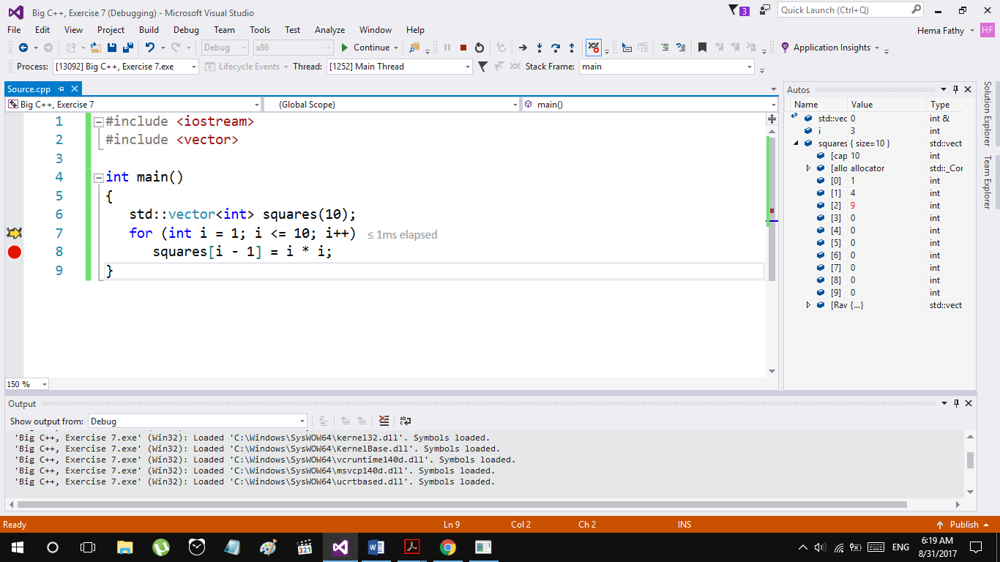 Big C++, Exercise 7 (Debugging) - Microsoft Visual Studio
3
Quick Launch (Ctrl+Q)
File Edit View Project Build Debug Team Tools Test Analyze Window Help
Hema Fathy HF
Debug x86 Continue Application Insights
Process: [13092] Big C++, Exercise 7.exe Lifecycle Events Thread: [1252] Main Thread Stack Frame: main
Source.cpp
Big C++, Exercise 7 (Global Scope) main()
1 #include <iostream>
2 #include <vector>
3
4 int main()
5 {
6 std::vector<int> squares(10);
7 for (int i = 1; i <= 10; i++) ≤ 1ms elapsed
8 squares[i - 1] = i * i;
9 }
150 %
Autos
Name Value Type
std::vec 0 int &
i 3 int
squares { size=10 } std::vect
[cap 10 int
[allo allocator std::_Cor
[0] 1 int
[1] 4 int
[2] 9 int
[3] 0 int
[4] 0 int
[5] 0 int
[6] 0 int
[7] 0 int
[8] 0 int
[9] 0 int
[Rav {...} std::vect
Solution Explorer
Team Explorer
Output
Show output from: Debug
'Big C++, Exercise 7.exe' (Win32): Loaded 'C:\Windows\SysWOW64\kernel32.dll'. Symbols loaded.
'Big C++, Exercise 7.exe' (Win32): Loaded 'C:\Windows\SysWOW64\KernelBase.dll'. Symbols loaded.
'Big C++, Exercise 7.exe' (Win32): Loaded 'C:\Windows\SysWOW64\vcruntime140d.dll'. Symbols loaded.
'Big C++, Exercise 7.exe' (Win32): Loaded 'C:\Windows\SysWOW64\msvcp140d.dll'. Symbols loaded.
'Big C++, Exercise 7.exe' (Win32): Loaded 'C:\Windows\SysWOW64\ucrtbased.dll'. Symbols loaded.
Ready Ln 9 Col 2 Ch 2 INS Publish
321
ENG
6:19 AM
8/31/2017